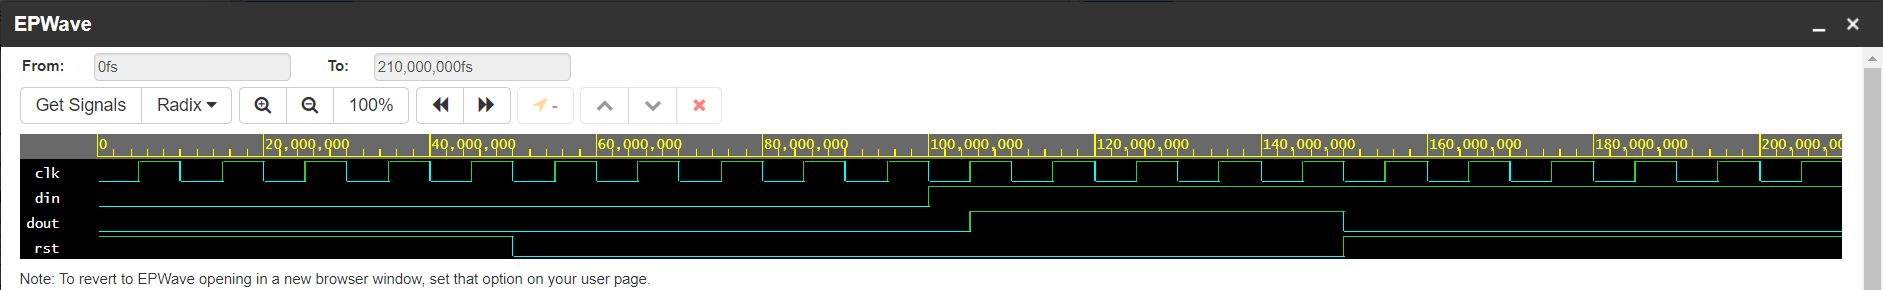 EPWave
From: 0fs To: 210,000,000fs
Get Signals Radix 100% -
0 20,000,000 40,000,000 60,000,000 80,000,000 100,000,000 120,000,000 140,000,000 160,000,000 180,000,000 200,000,0
clk
din
dout
rst
Note: To revert to EPWave opening in a new browser window, set that option on your user page.